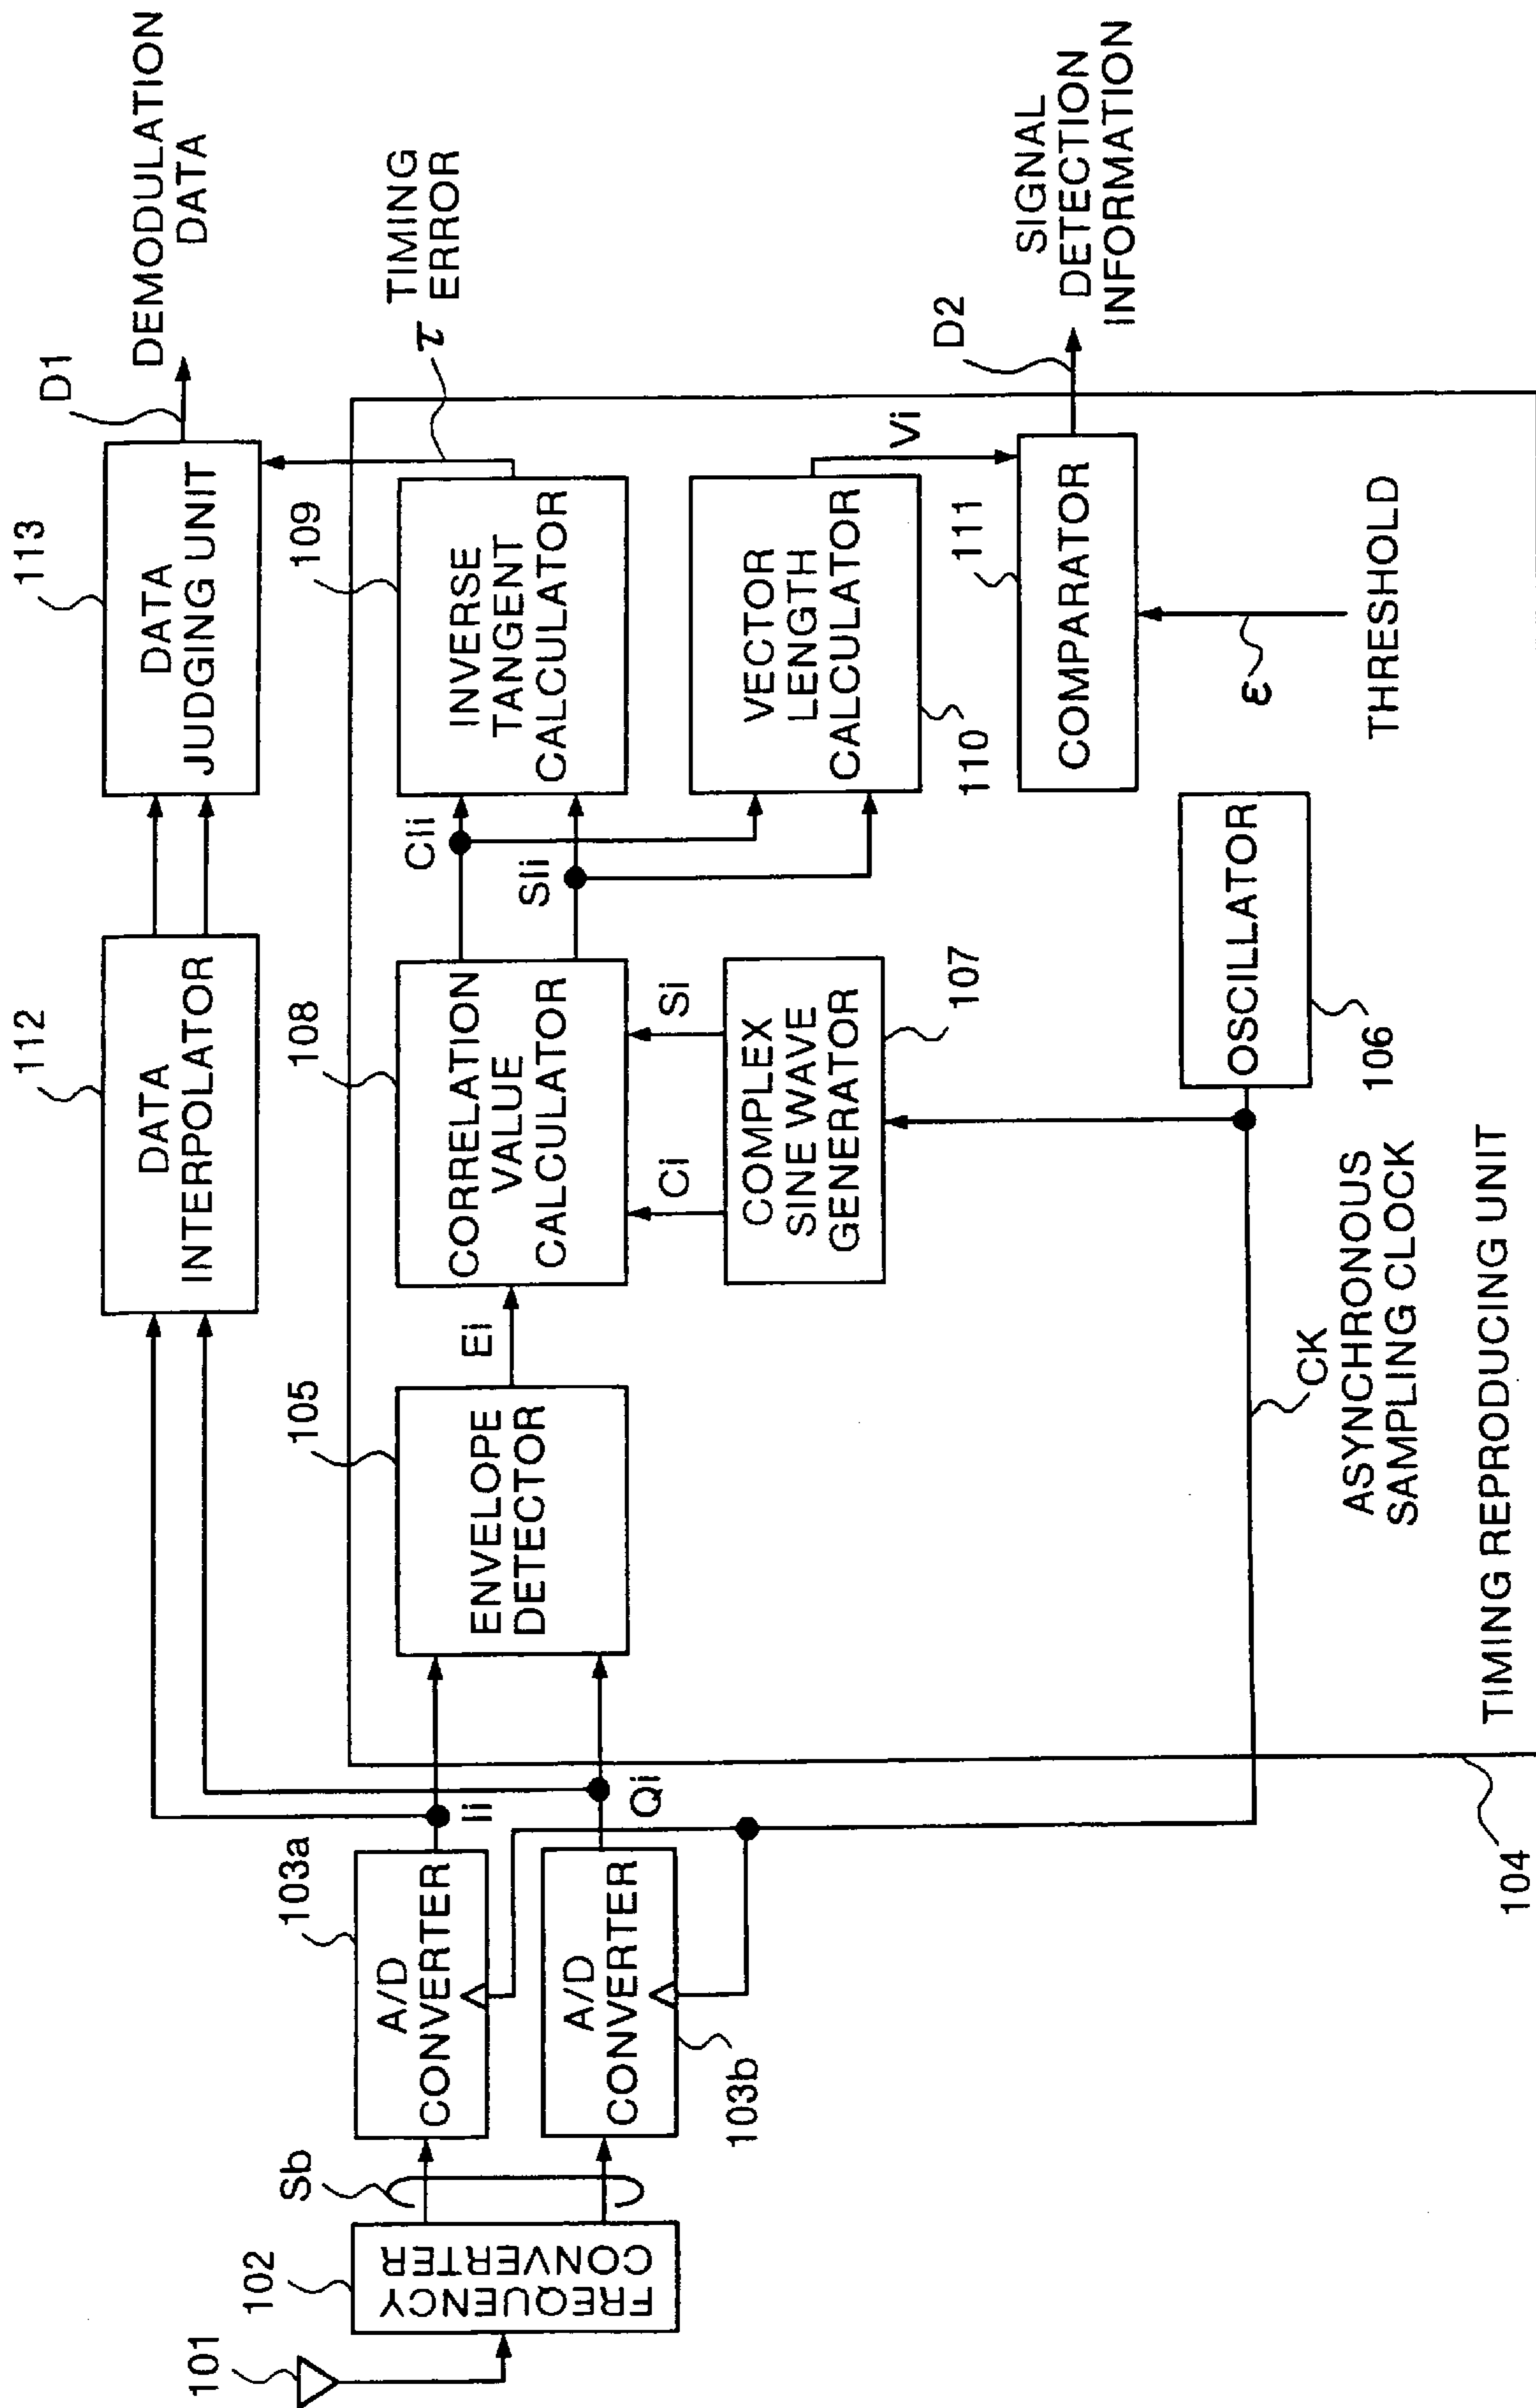 101
102
FREQUENCY
CONVERTER
Sb
103a
A/D
CONVERTER
A/D
CONVERTER
103b
Ii
Qi
112
DATA
INTERPOLATOR
113
DATA
JUDGING UNIT
D1
DEMODULATION
DATA
105
ENVELOPE
DETECTOR
Ei
108
CORRELATION
VALUE
CALCULATOR
Ci
Si
COMPLEX
SINE WAVE
GENERATOR
107
CIi
SIi
109
INVERSE
TANGENT
CALCULATOR
τ
TIMING
ERROR
VECTOR
LENGTH
CALCULATOR
110
Vi
111
COMPARATOR
D2
SIGNAL
DETECTION
INFORMATION
ε
THRESHOLD
OSCILLATOR
106
CK
ASYNCHRONOUS
SAMPLING CLOCK
104
TIMING REPRODUCING UNIT